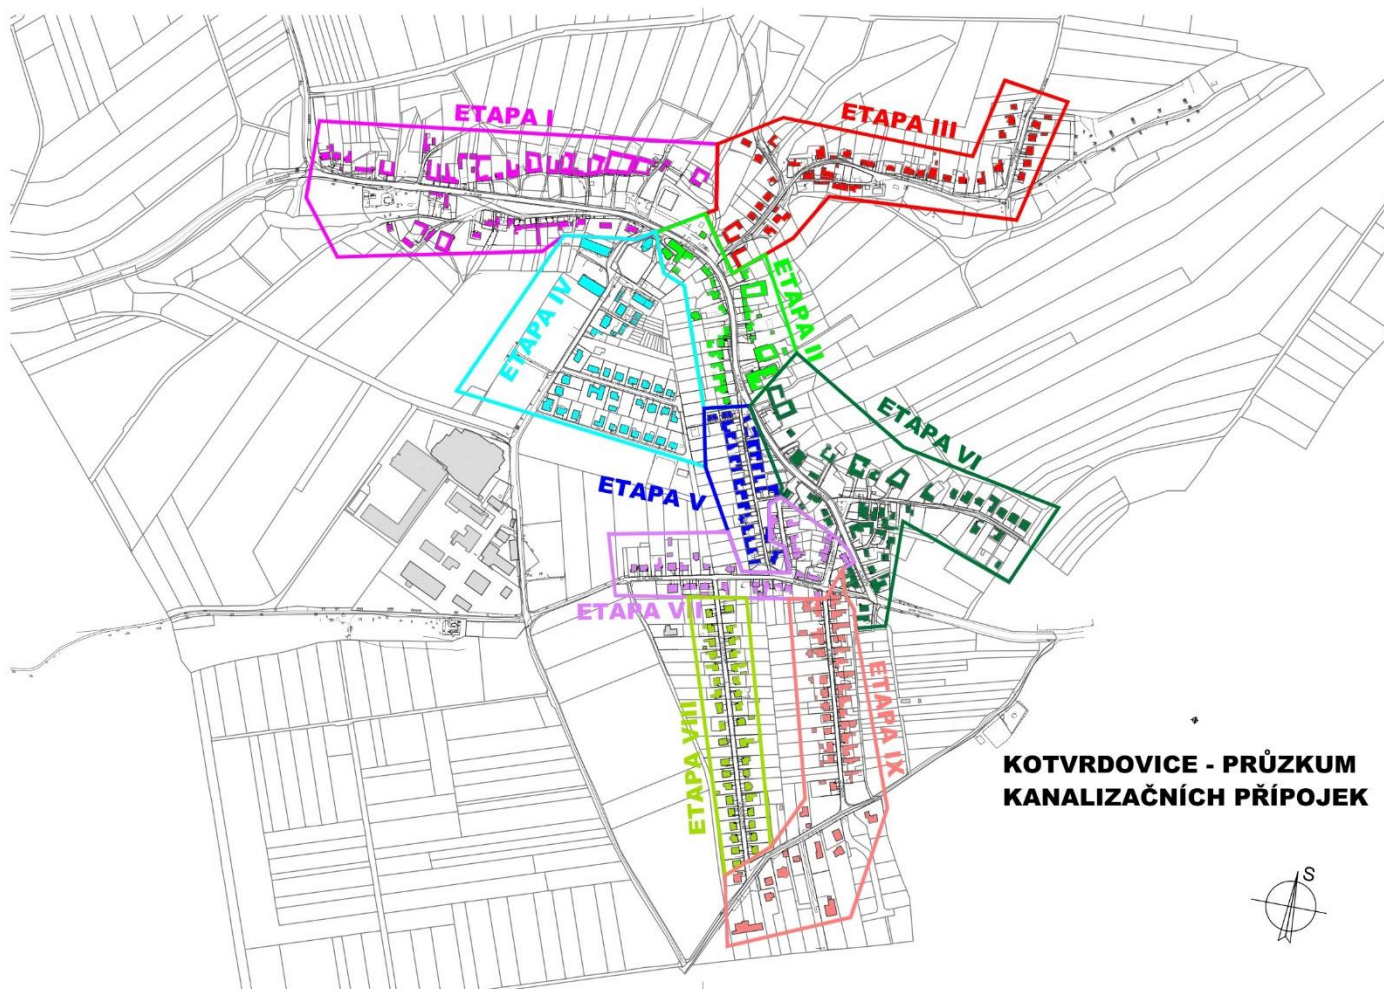 ETAPA I
ETAPA III
ETAPA II
ETAPA IV
ETAPA VI
ETAPA V
ETAPA VII
ETAPA VIII
ETAPA IX
KOTVRDOVICE - PRŮZKUM
KANALIZAČNÍCH PŘÍPOJEK
S